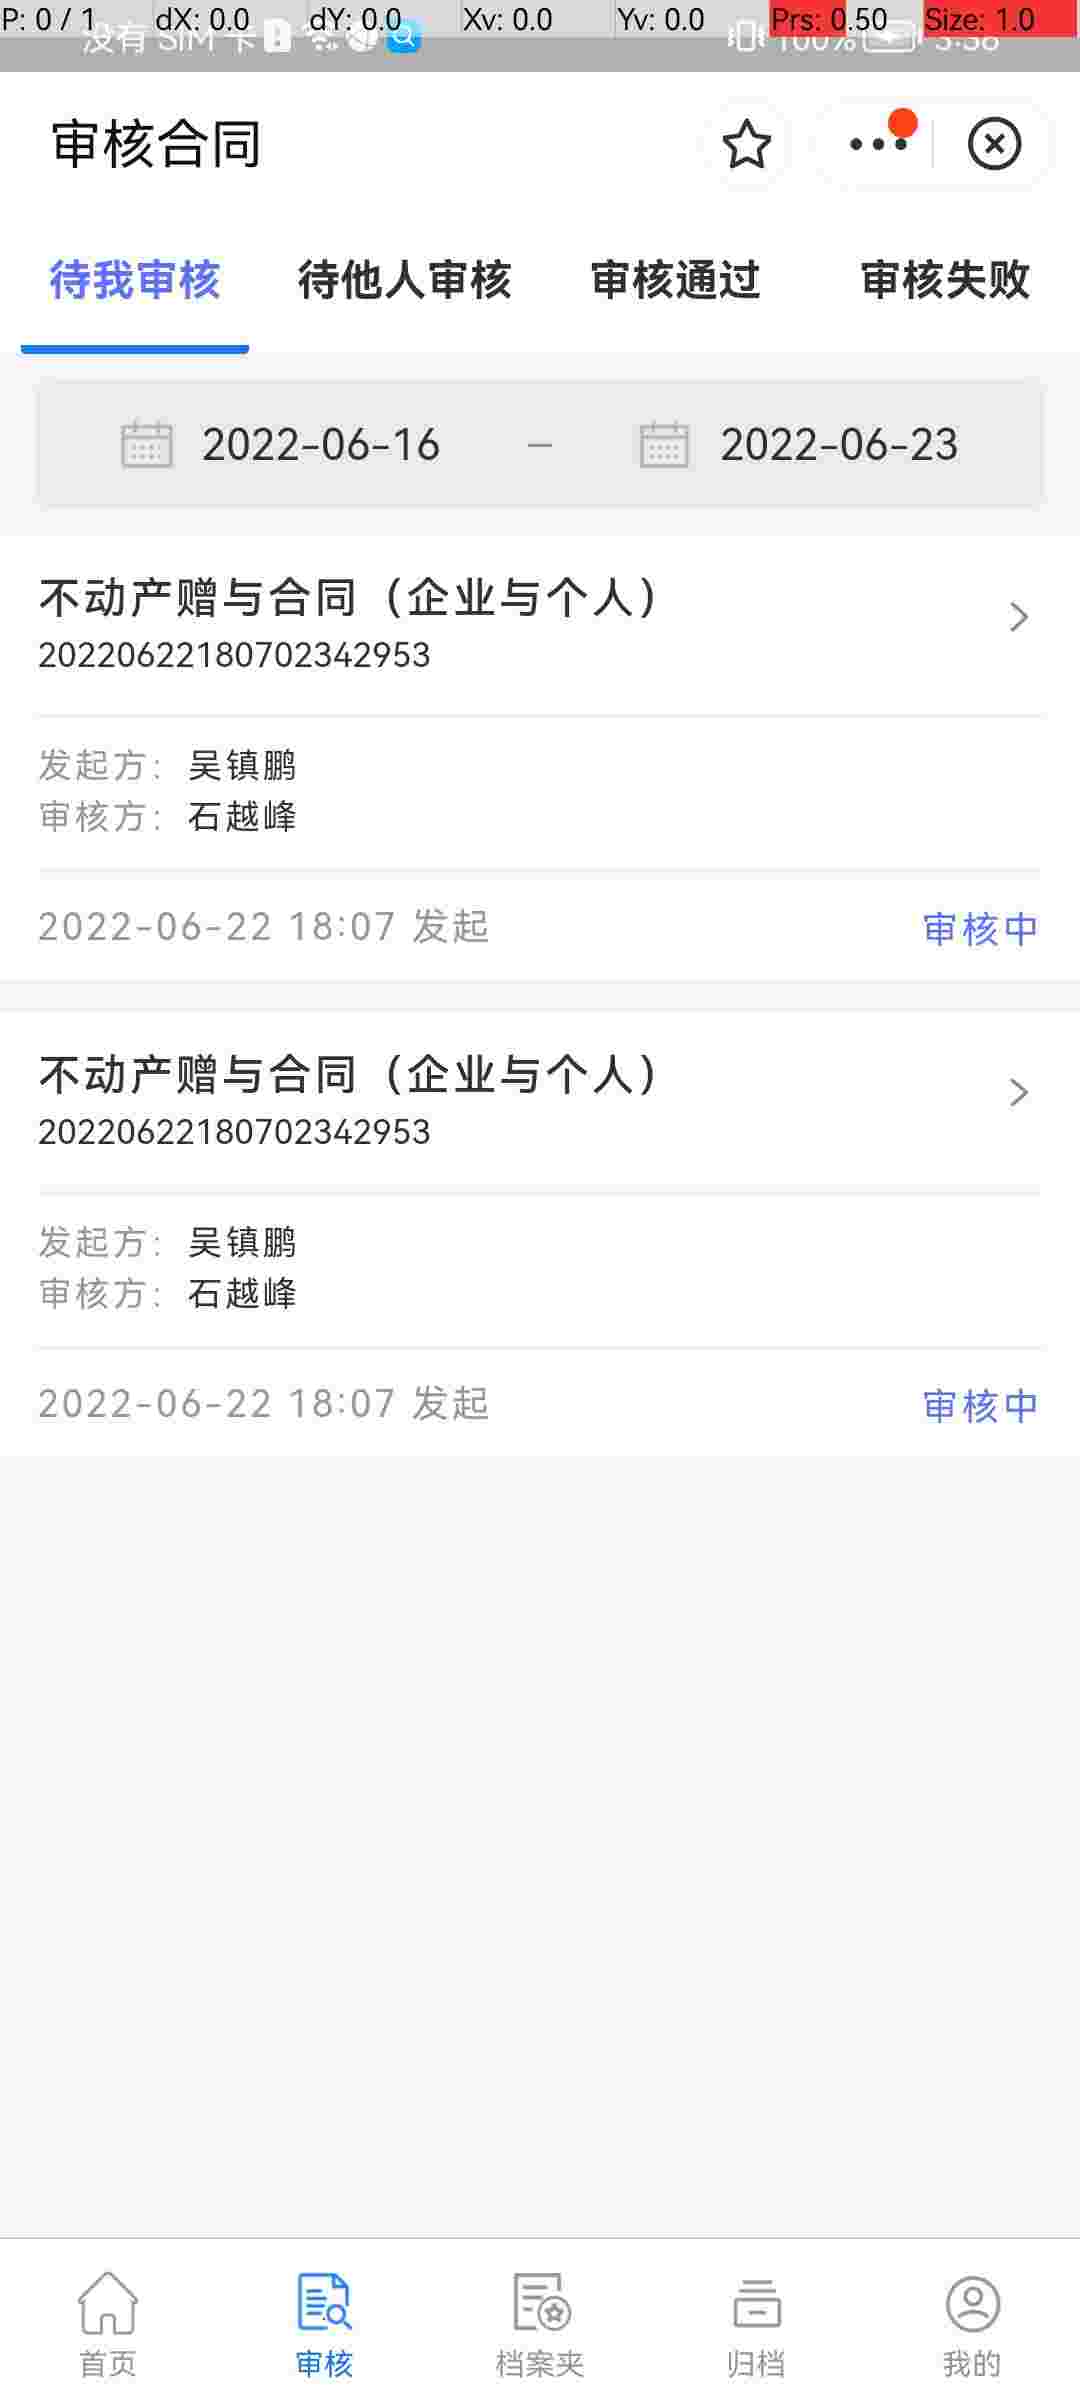 P: 0 / 1 dX: 0.0 dY: 0.0 Xv: 0.0 Yv: 0.0 Prs: 0.50 Size: 1.0
没有 SIM 卡 100% 3:38
审核合同
待我审核 待他人审核 审核通过 审核失败
2022-06-16 – 2022-06-23
不动产赠与合同（企业与个人）
20220622180702342953
发起方： 吴镇鹏
审核方： 石越峰
2022-06-22 18:07 发起 审核中
不动产赠与合同（企业与个人）
20220622180702342953
发起方： 吴镇鹏
审核方： 石越峰
2022-06-22 18:07 发起 审核中
首页 审核 档案夹 归档 我的